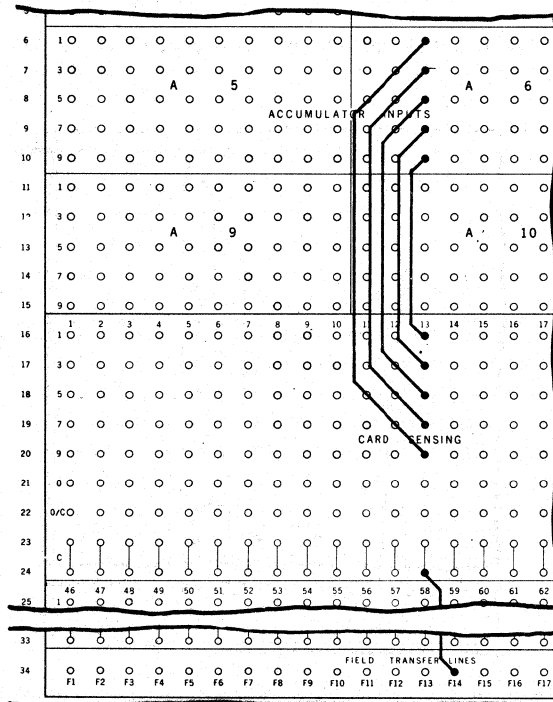 6 1
7 3
A 5 A 6
8 5
ACCUMULATOR INPUTS
9 7
10 9
11 1
12 3
A 9 A 10
13 5
14 7
15 9
1 2 3 4 5 6 7 8 9 10 11 12 13 14 15 16 17
16 1
17 3
18 5
19 7
CARD SENSING
20 9
21 0
22 0/C
23
C
24
46 47 48 49 50 51 52 53 54 55 56 57 58 59 60 61 62
25 1
33
FIELD TRANSFER LINES
34
F1 F2 F3 F4 F5 F6 F7 F8 F9 F10 F11 F12 F13 F14 F15 F16 F17